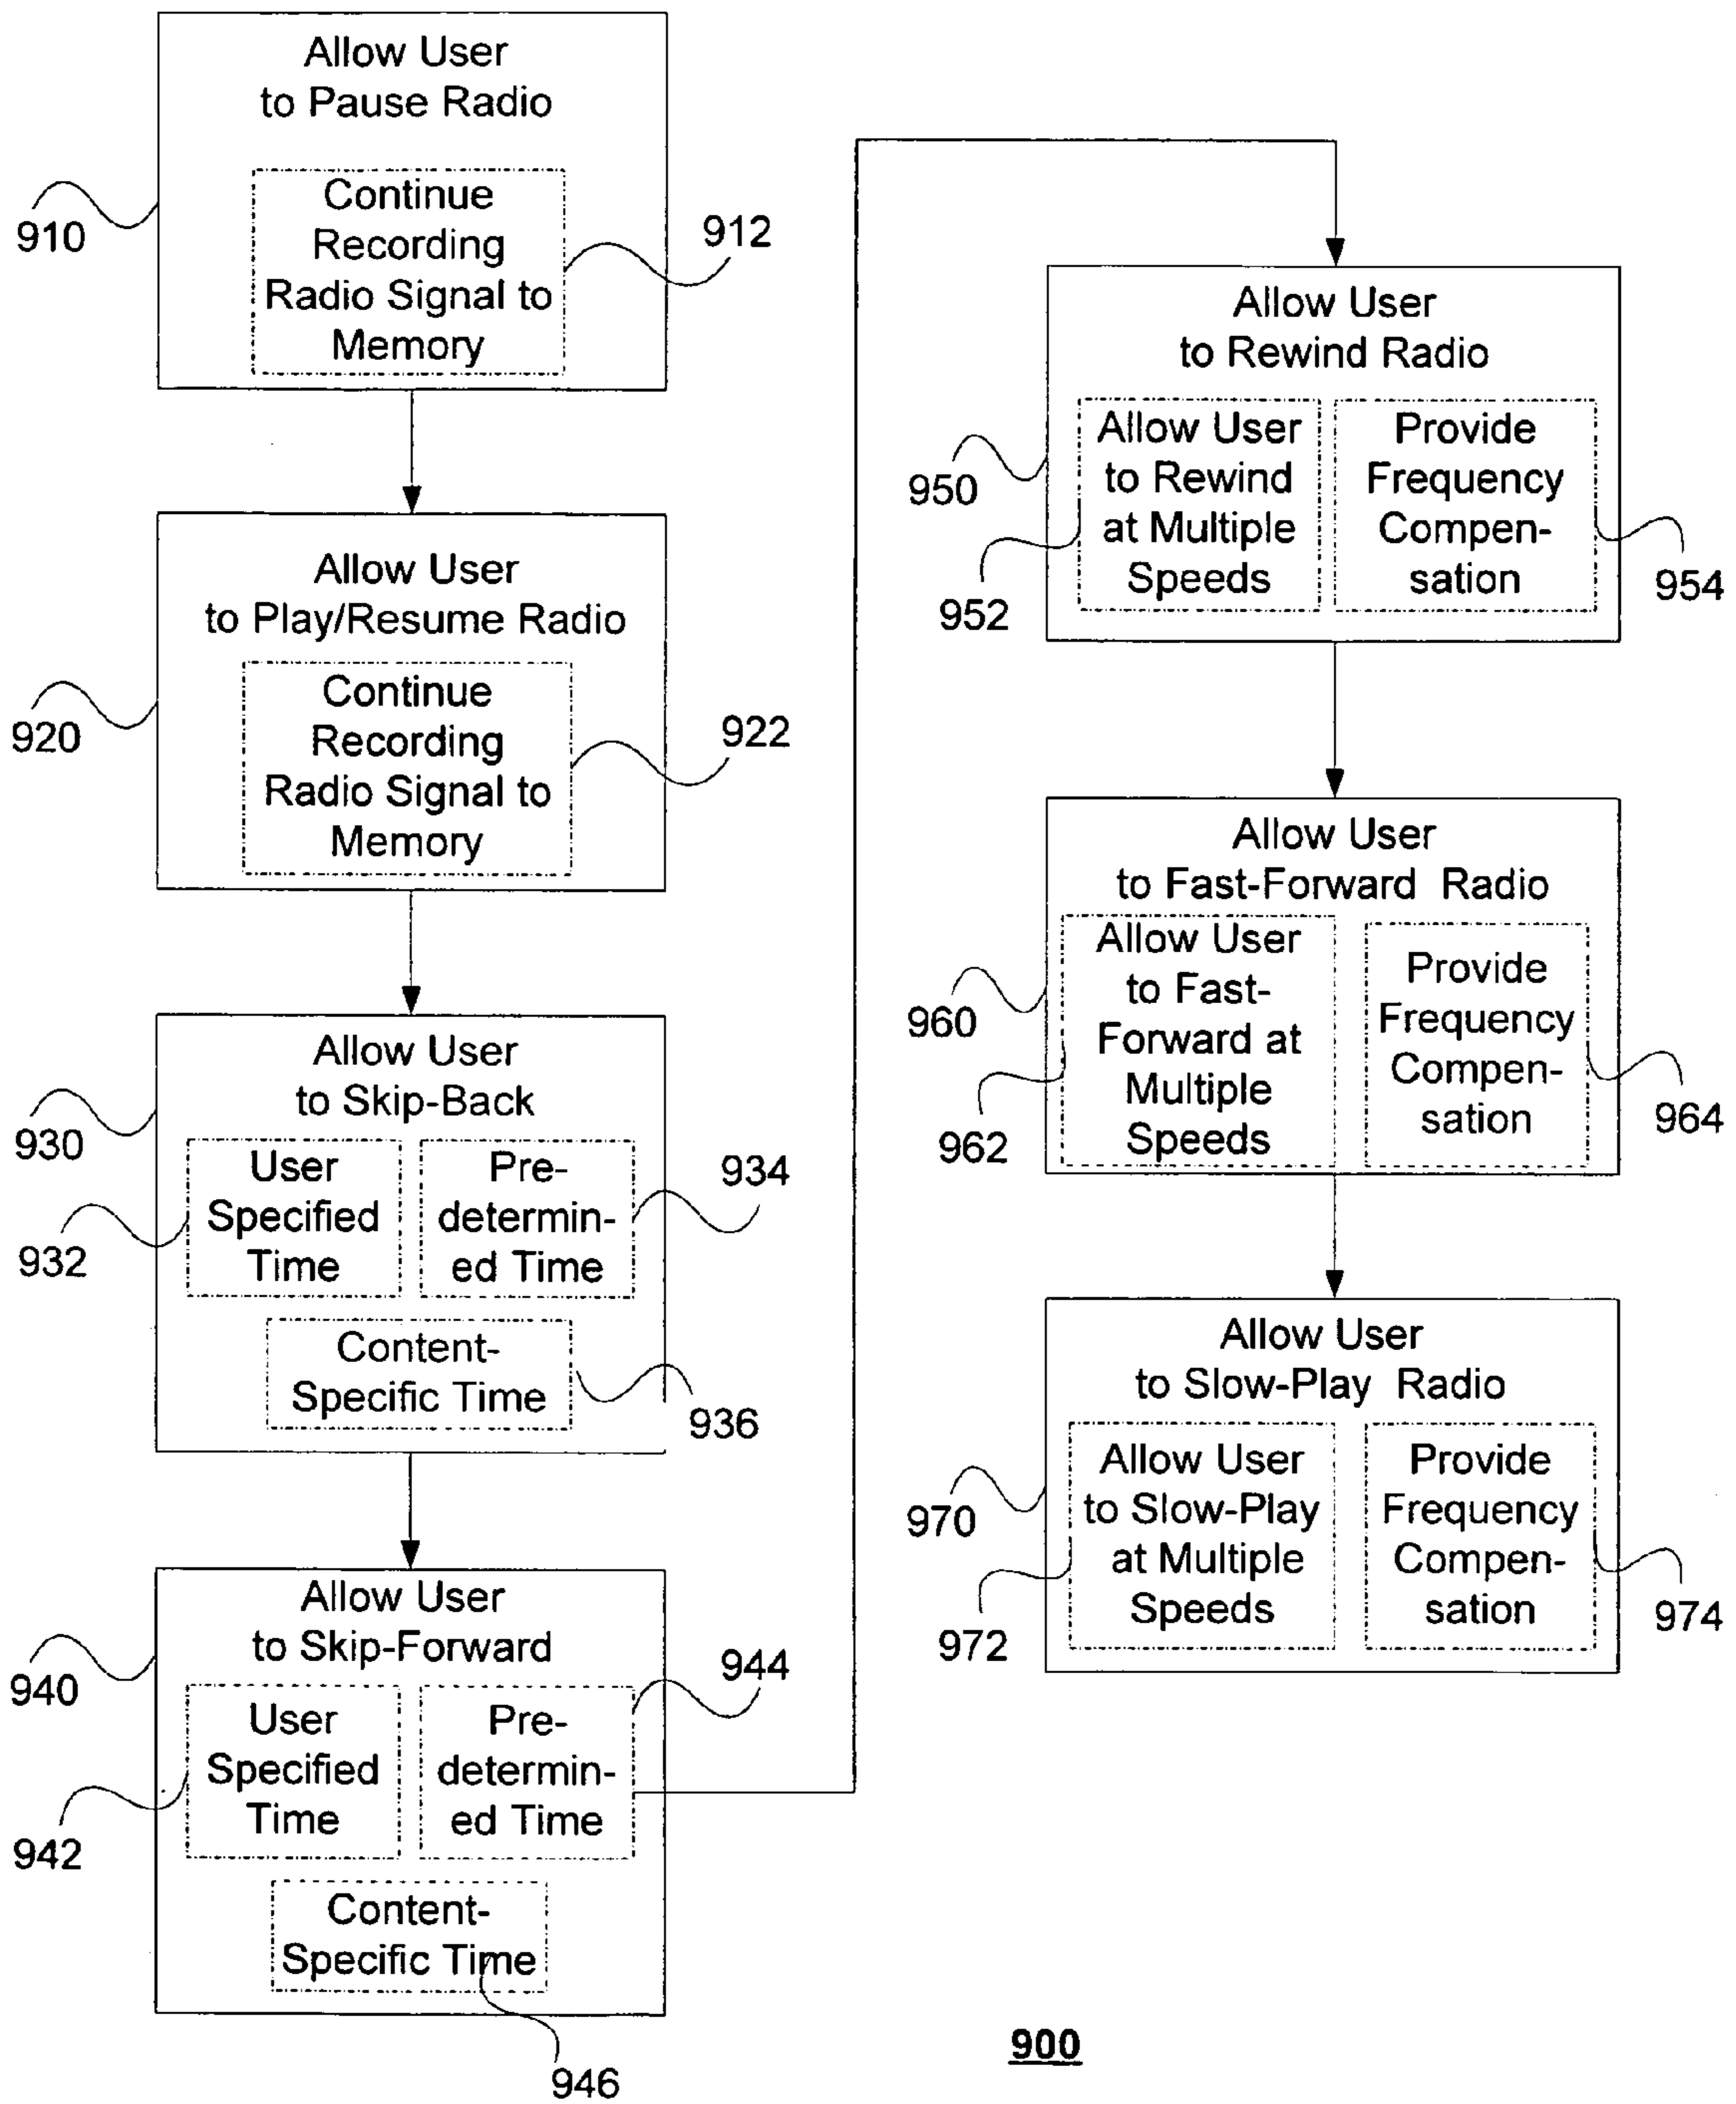 Allow User
to Pause Radio
Continue
Recording
Radio Signal to
Memory
910
912
Allow User
to Play/Resume Radio
Continue
Recording
Radio Signal to
Memory
920
922
Allow User
to Skip-Back
User
Specified
Time
Pre-
determin-
ed Time
Content-
Specific Time
930
932
934
936
Allow User
to Skip-Forward
User
Specified
Time
Pre-
determin-
ed Time
Content-
Specific Time
940
942
944
946
Allow User
to Rewind Radio
Allow User
to Rewind
at Multiple
Speeds
Provide
Frequency
Compen-
sation
950
952
954
Allow User
to Fast-Forward Radio
Allow User
to Fast-
Forward at
Multiple
Speeds
Provide
Frequency
Compen-
sation
960
962
964
Allow User
to Slow-Play Radio
Allow User
to Slow-Play
at Multiple
Speeds
Provide
Frequency
Compen-
sation
970
972
974
900